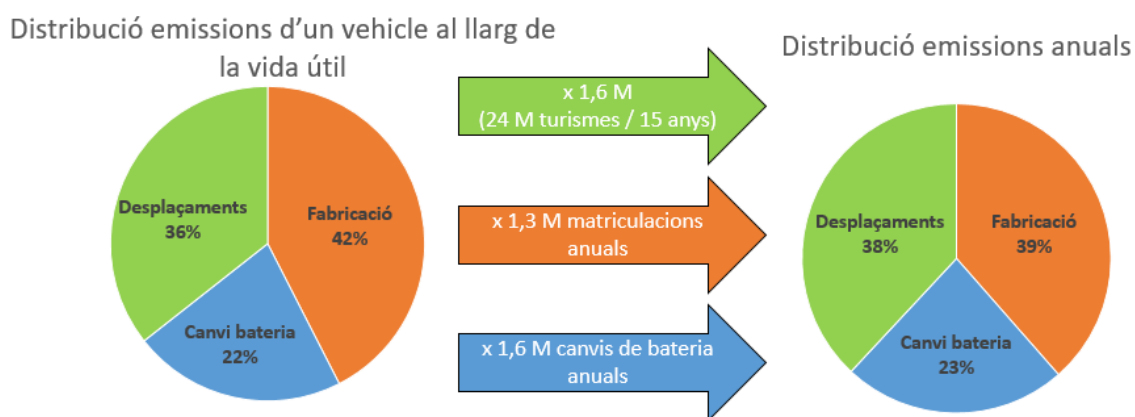 Distribució emissions d'un vehicle al llarg de
la vida útil
Desplaçaments
36%
Fabricació
42%
Canvi bateria
22%
x 1,6 M
(24 M turismes / 15 anys)
x 1,3 M matriculacions
anuals
x 1,6 M canvis de bateria
anuals
Distribució emissions anuals
Desplaçaments
38%
Fabricació
39%
Canvi bateria
23%